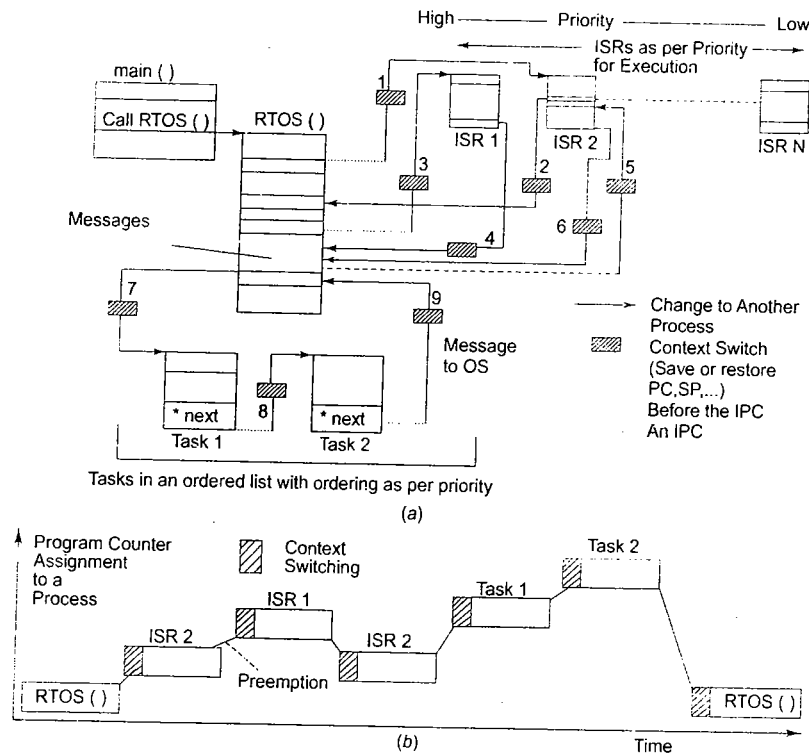 High Priority Low
ISRs as per Priority
for Execution
main ( )
Call RTOS ( )
RTOS ( )
1
3
ISR 1
ISR 2
ISR N
2
5
4
6
Messages
7
9
Message
to OS
8
* next
* next
Task 1
Task 2
Change to Another
Process
Context Switch
(Save or restore
PC,SP,...)
Before the IPC
An IPC
Tasks in an ordered list with ordering as per priority
(a)
Program Counter
Assignment
to a
Process
Context
Switching
Task 2
Task 1
ISR 1
ISR 2
ISR 2
Preemption
RTOS ( )
RTOS ( )
(b)
Time